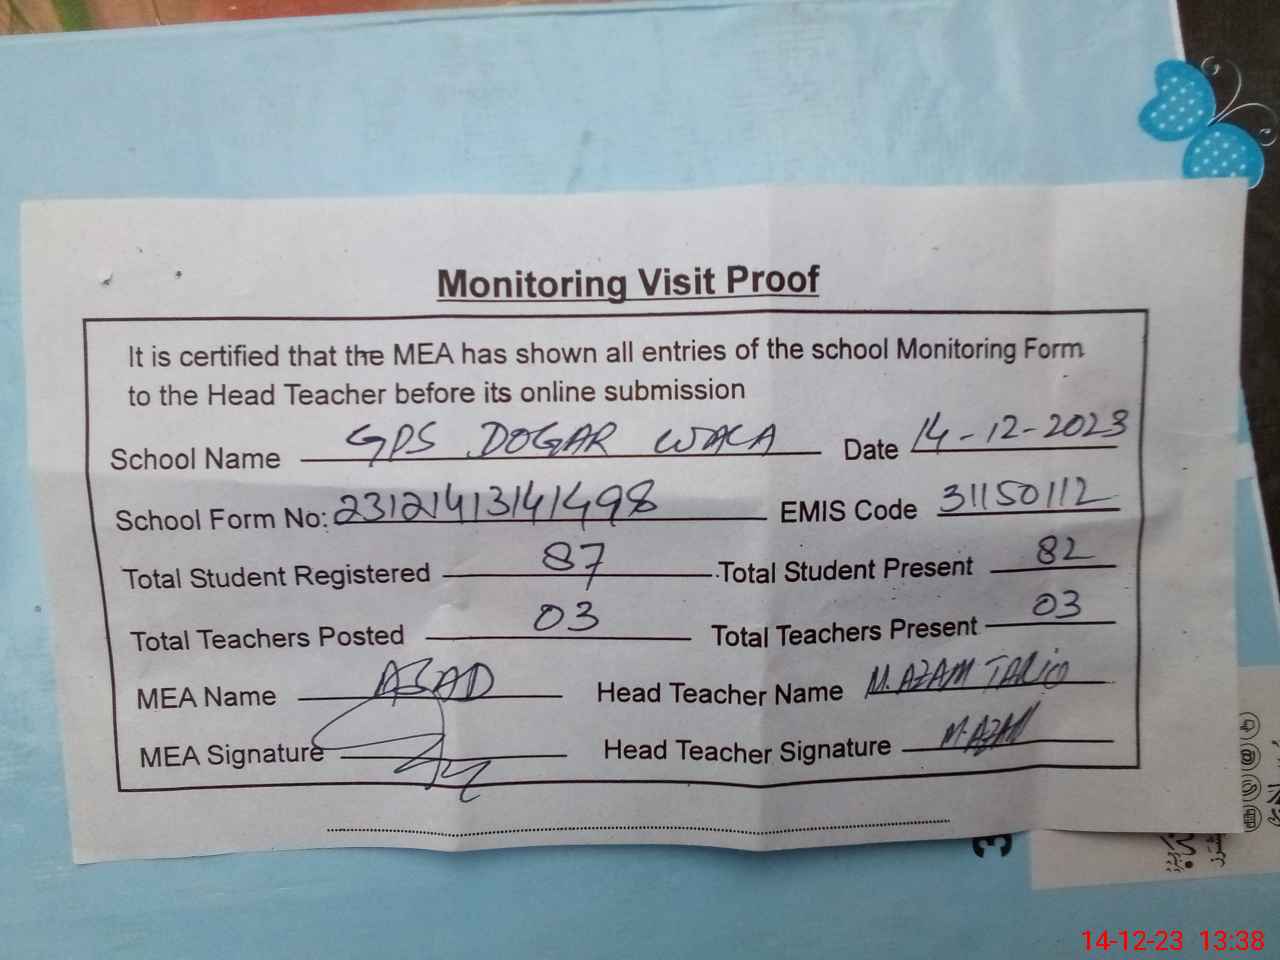 Monitoring Visit Proof
It is certified that the MEA has shown all entries of the school Monitoring Form
to the Head Teacher before its online submission
School Name GPS DOGAR WALA Date 14-12-2023
School Form No: 23121413141498 EMIS Code 31150112
Total Student Registered 87 Total Student Present 82
Total Teachers Posted 03 Total Teachers Present 03
MEA Name ASAD Head Teacher Name M. AZAM TARIQ
MEA Signature Head Teacher Signature M. AZAM
3
14-12-23 13:38